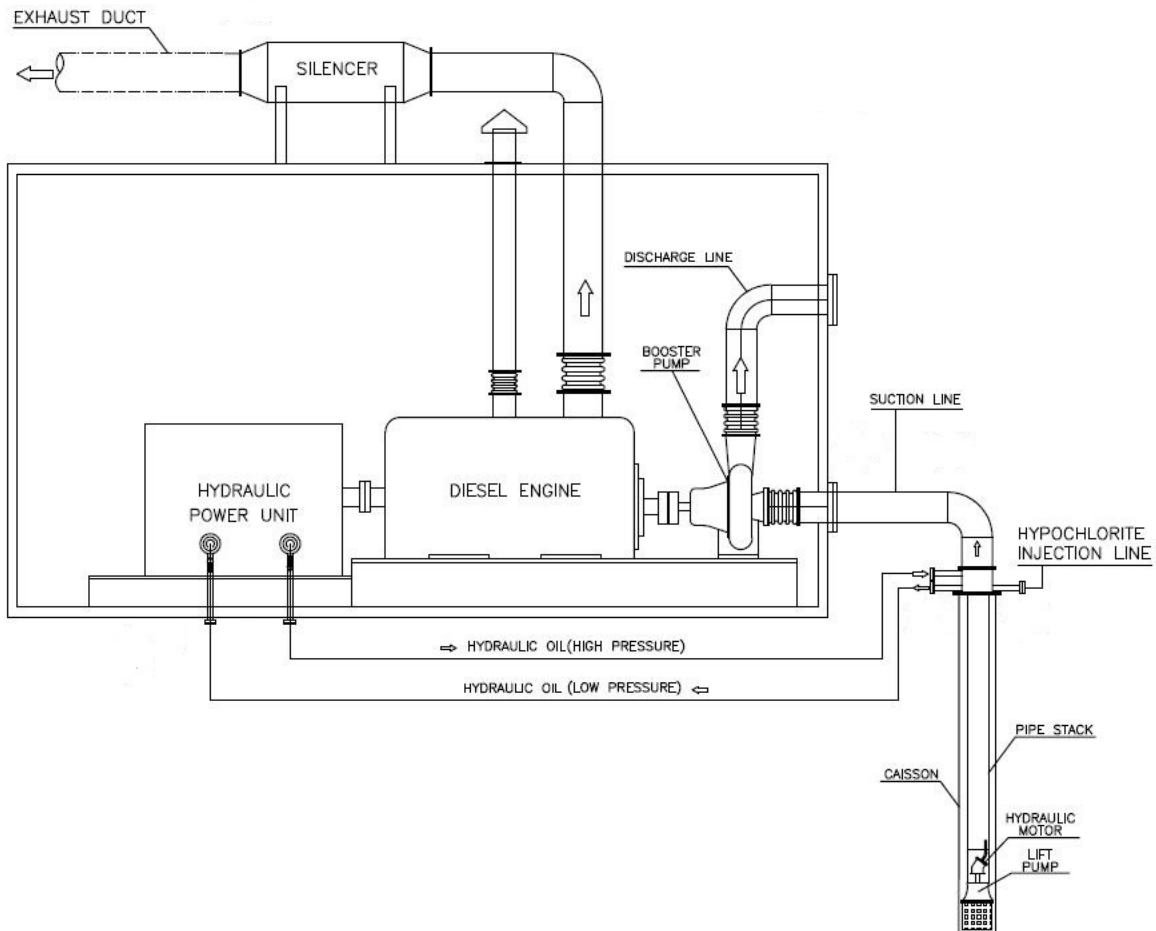 EXHAUST DUCT
SILENCER
DISCHARGE LINE
BOOSTER
PUMP
SUCTION LINE
HYDRAULIC
POWER UNIT
DIESEL ENGINE
HYPOCHLORITE
INJECTION LINE
HYDRAULIC OIL(HIGH PRESSURE)
HYDRAULIC OIL (LOW PRESSURE)
PIPE STACK
CAISSON
HYDRAULIC
MOTOR
LIFT
PUMP